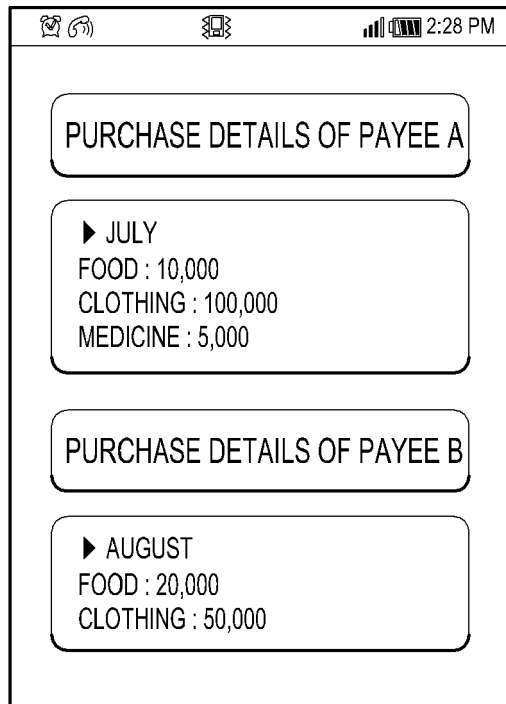 2:28 PM
PURCHASE DETAILS OF PAYEE A
▶ JULY
FOOD : 10,000
CLOTHING : 100,000
MEDICINE : 5,000
PURCHASE DETAILS OF PAYEE B
▶ AUGUST
FOOD : 20,000
CLOTHING : 50,000